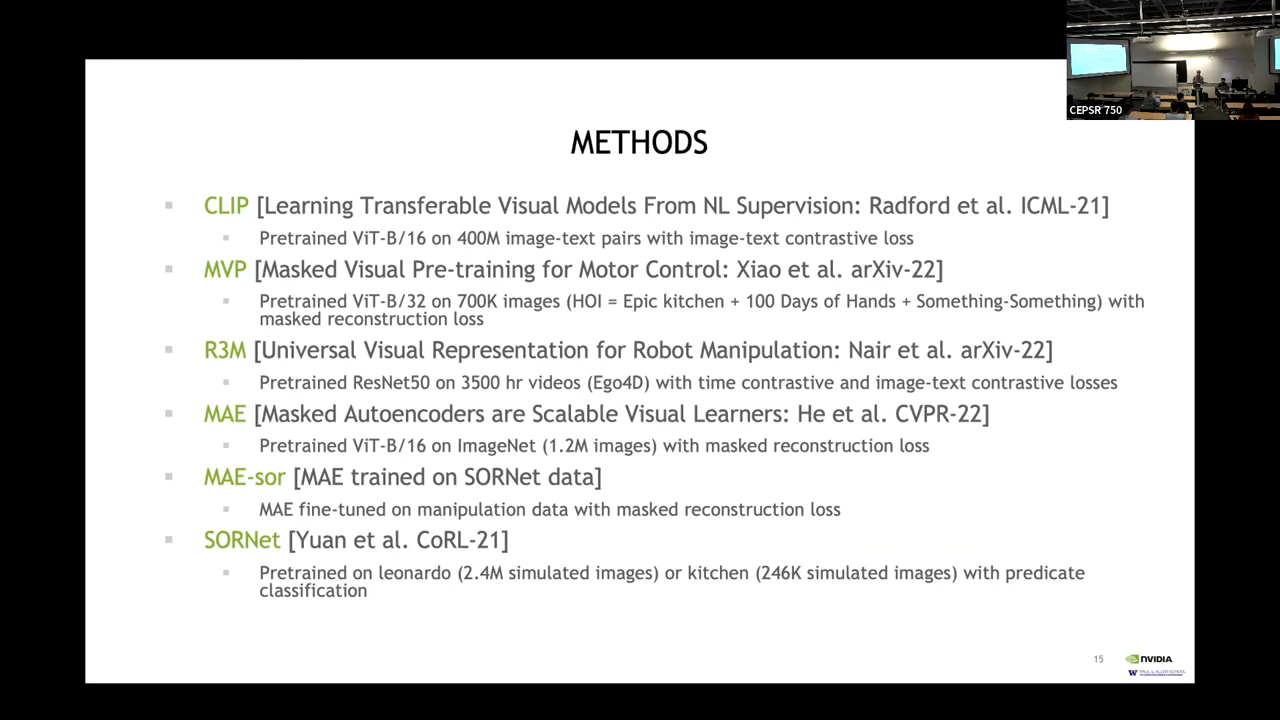 CEPSR 750
METHODS
CLIP [Learning Transferable Visual Models From NL Supervision: Radford et al. ICML-21]
Pretrained ViT-B/16 on 400M image-text pairs with image-text contrastive loss
MVP [Masked Visual Pre-training for Motor Control: Xiao et al. arXiv-22]
Pretrained ViT-B/32 on 700K images (HOI = Epic kitchen + 100 Days of Hands + Something-Something) with
masked reconstruction loss
R3M [Universal Visual Representation for Robot Manipulation: Nair et al. arXiv-22]
Pretrained ResNet50 on 3500 hr videos (Ego4D) with time contrastive and image-text contrastive losses
MAE [Masked Autoencoders are Scalable Visual Learners: He et al. CVPR-22]
Pretrained ViT-B/16 on ImageNet (1.2M images) with masked reconstruction loss
MAE-sor [MAE trained on SORNet data]
MAE fine-tuned on manipulation data with masked reconstruction loss
SORNet [Yuan et al. CoRL-21]
Pretrained on leonardo (2.4M simulated images) or kitchen (246K simulated images) with predicate
classification
15
NVIDIA
W PAUL G. ALLEN SCHOOL